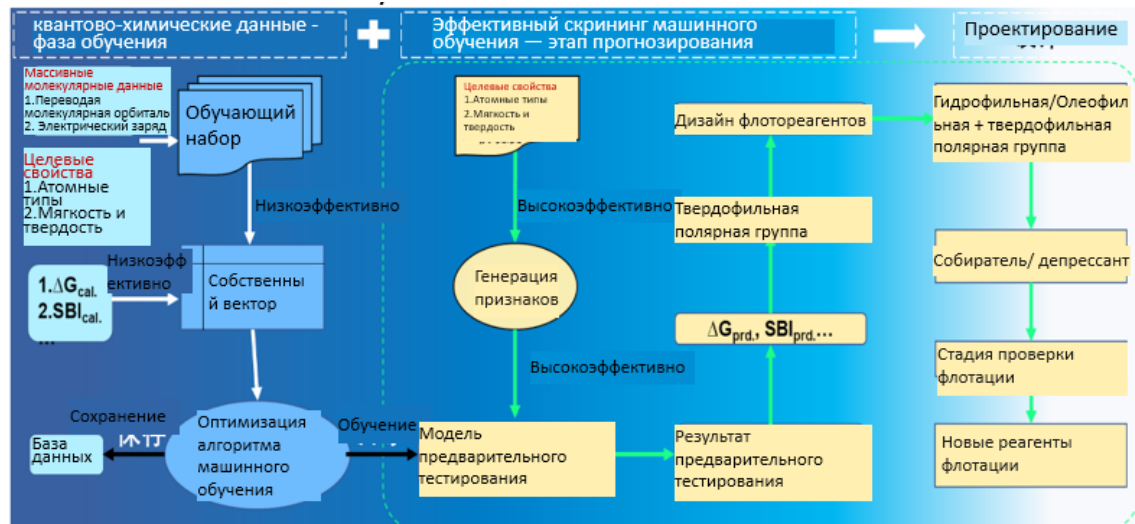 квантово-химические данные -
фаза обучения
Эффективный скрининг машинного
обучения — этап прогнозирования
Проектирование
Массивные
молекулярные данные
1.Переводая
молекулярная орбиталь
2. Электрический заряд
Обучающий
набор
Целевые
свойства
1.Атомные
типы
2.Мягкость и
твердость
Низкоэффективно
Низкоэфф
ективно
1.ΔGcal.
2.SBIcal.
...
Собственны
й вектор
Сохранение
База
данных
Оптимизация
алгоритма
машинного
обучения
Обучение
Целевые свойства
1.Атомные типы
2.Мягкость и
твердость
Высокоэффективно
Генерация
признаков
Высокоэффективно
Модель
предварительного
тестирования
Дизайн флотореагентов
Твердофильная
полярная группа
ΔGprd., SBIprd....
Результат
предварительного
тестирования
Гидрофильная/Олеофил
ьная + твердофильная
полярная группа
Собиратель/ депрессант
Стадия проверки
флотации
Новые реагенты
флотации